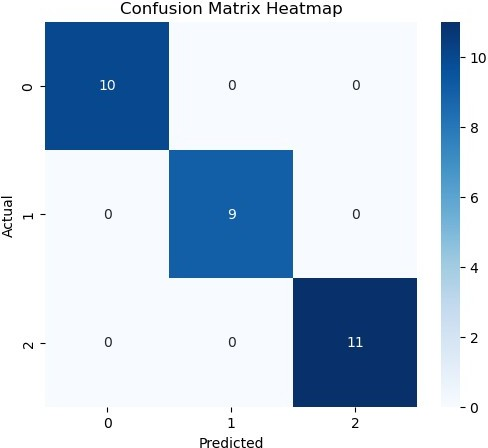 Confusion Matrix Heatmap
10 0 0
0 9 0
0 0 11
0
1
2
Actual
0 1 2
Predicted
10
8
6
4
2
0